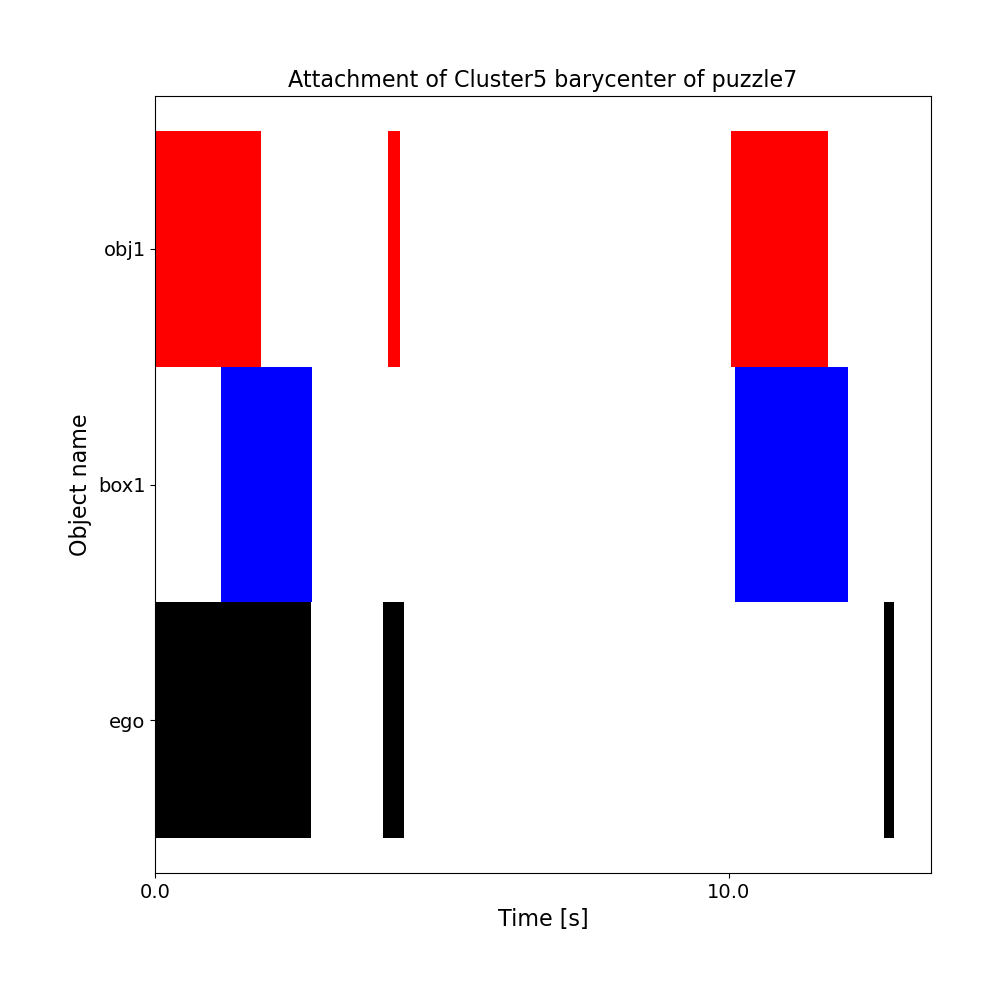 Attachment of Cluster5 barycenter of puzzle7
obj1
box1
ego
Object name
0.0
10.0
Time [s]